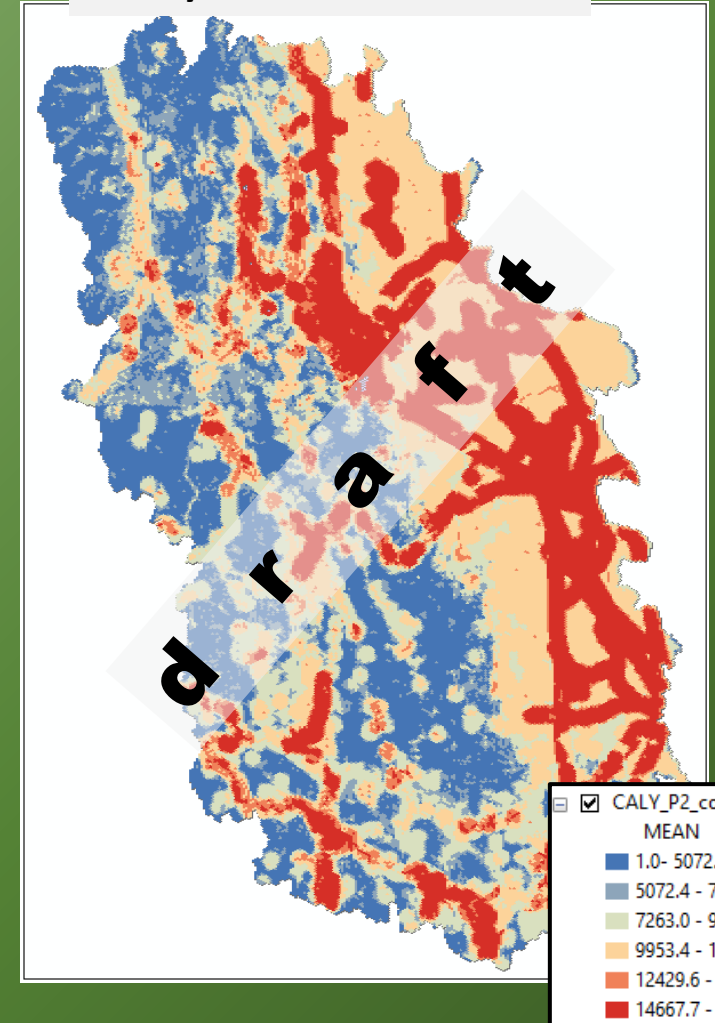 draft
CALY_P2_co
MEAN
1.0- 5072.
5072.4 - 7
7263.0 - 9
9953.4 - 1
12429.6 -
14667.7 -